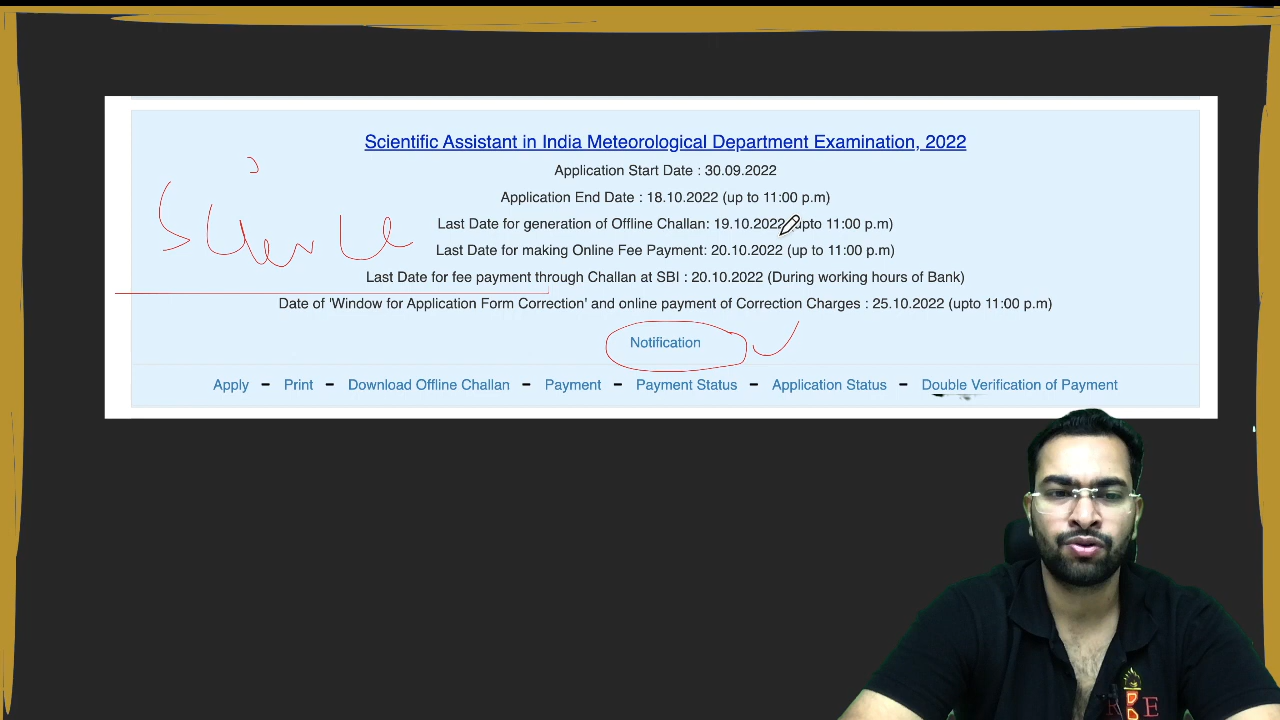 Scientific Assistant in India Meteorological Department Examination, 2022
Application Start Date : 30.09.2022
Application End Date : 18.10.2022 (up to 11:00 p.m)
Last Date for generation of Offline Challan: 19.10.2022 (upto 11:00 p.m)
Last Date for making Online Fee Payment: 20.10.2022 (up to 11:00 p.m)
Last Date for fee payment through Challan at SBI : 20.10.2022 (During working hours of Bank)
Date of 'Window for Application Form Correction' and online payment of Correction Charges : 25.10.2022 (upto 11:00 p.m)
Notification
Apply - Print - Download Offline Challan - Payment - Payment Status - Application Status - Double Verification of Payment
Science